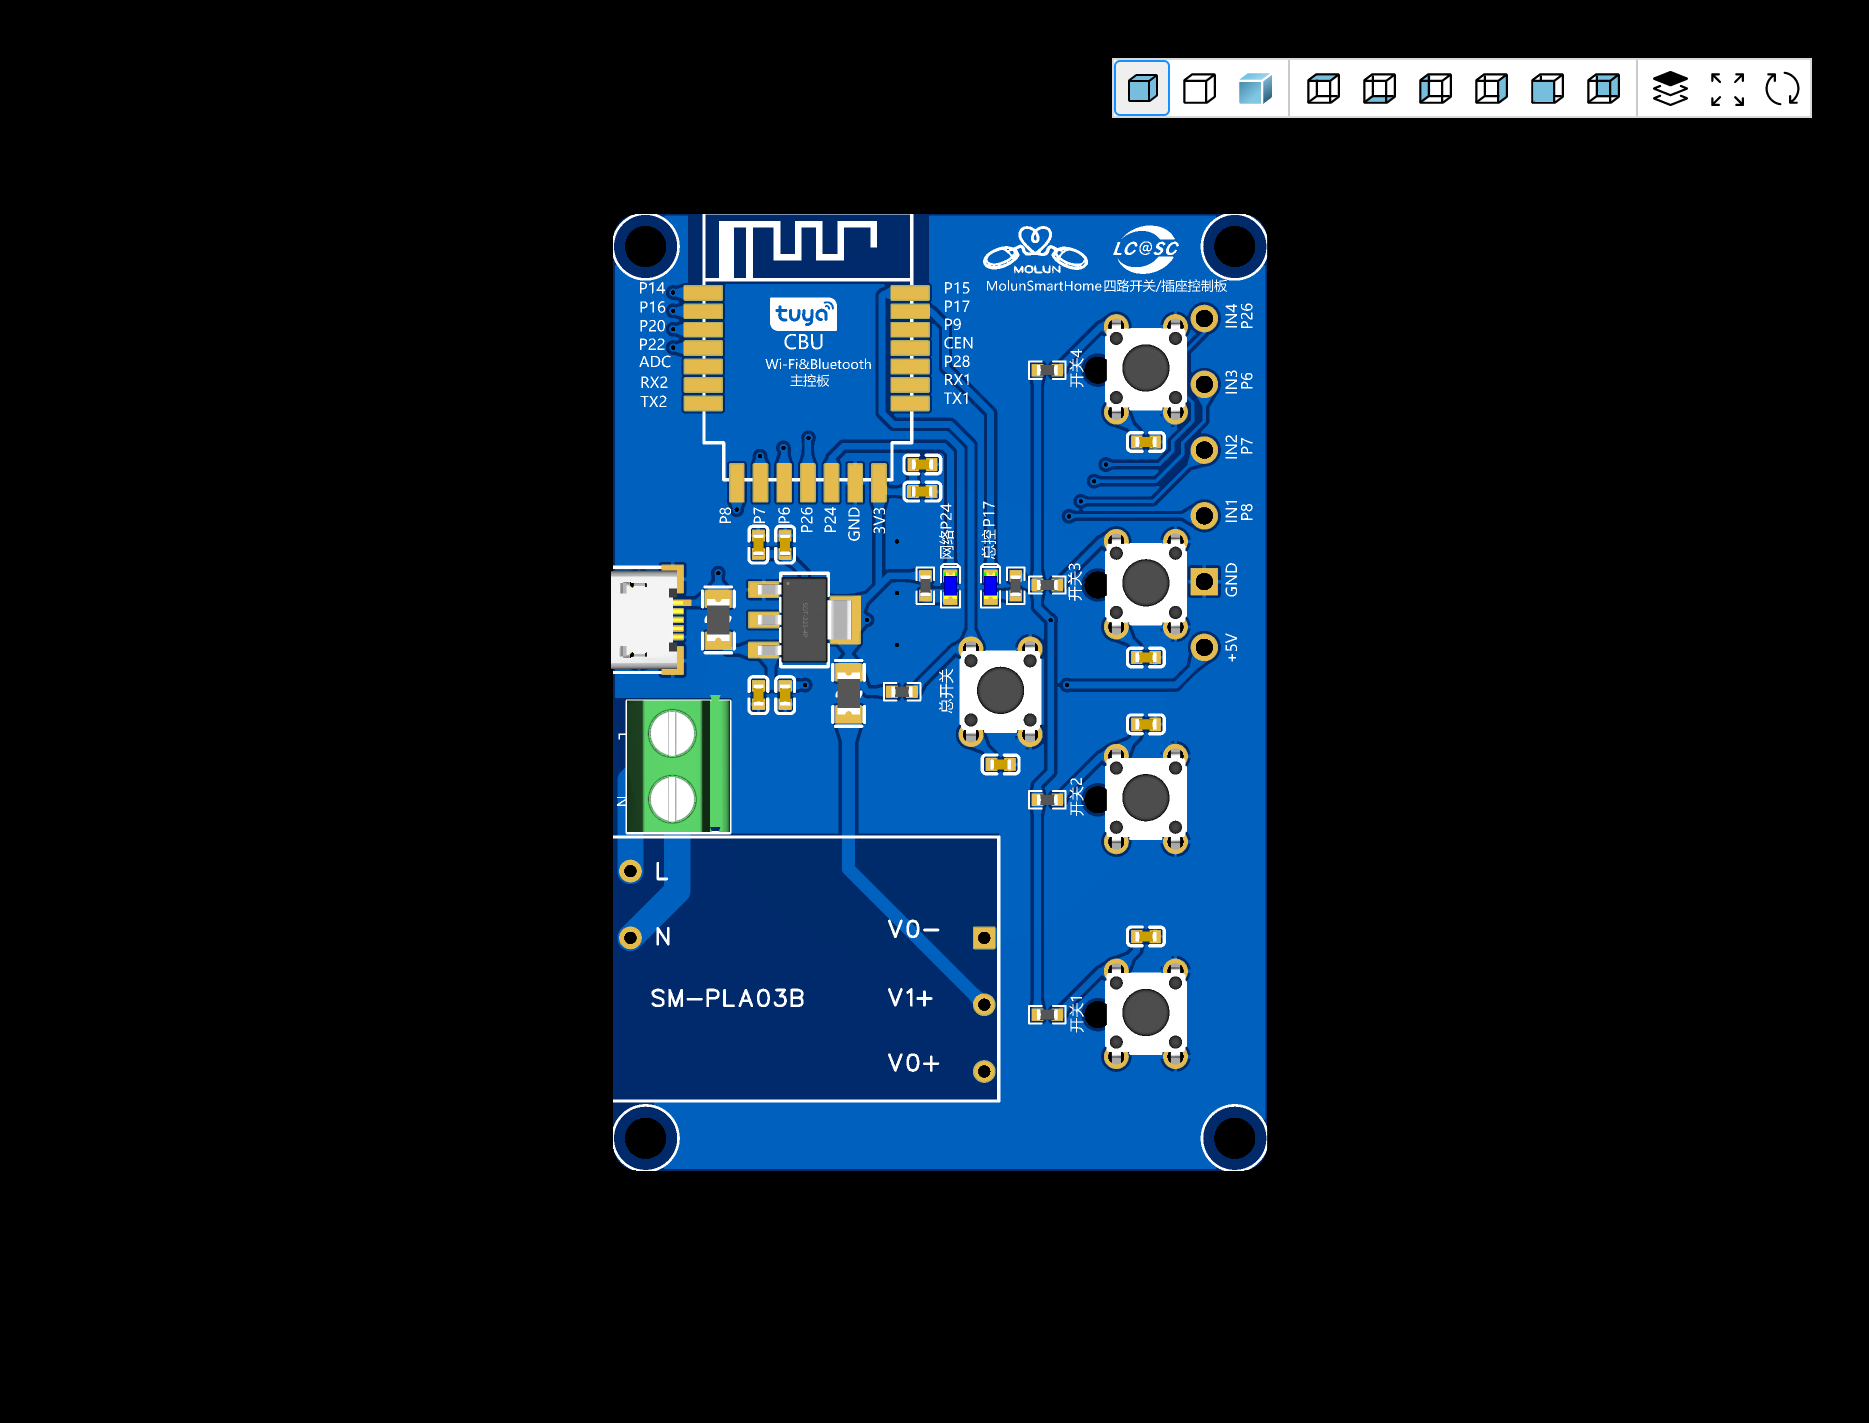 MOLUN
LC@SC
MolunSmartHome四路开关/插座控制板
P14
P16
P20
P22
ADC
RX2
TX2
tuya
CBU
Wi-Fi&Bluetooth
主控板
P15
P17
P9
CEN
P28
RX1
TX1
P8
P7
P6
P26
P24
GND
3V3
网络P24
总控P17
开关4
开关3
总开关
开关2
开关1
IN4
P26
IN3
P6
IN2
P7
IN1
P8
GND
+5V
L
N
L
N
SM-PLA03B
V0-
V1+
V0+